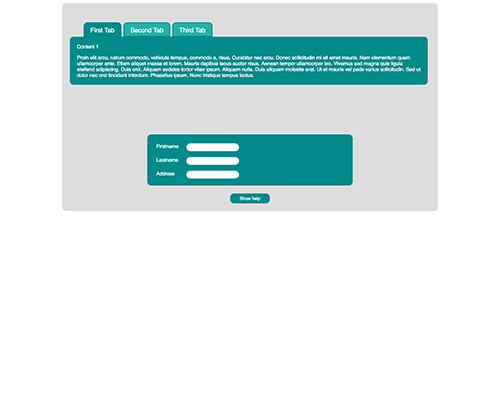 First Tab Second Tab Third Tab
Content 1
Proin elit arcu, rutrum commodo, vehicula tempus, commodo a, risus. Curabitur nec arcu. Donec sollicitudin mi sit amet mauris. Nam elementum quam
ullamcorper ante. Etiam aliquet massa et lorem. Mauris dapibus lacus auctor risus. Aenean tempor ullamcorper leo. Vivamus sed magna quis ligula
eleifend adipiscing. Duis orci. Aliquam sodales tortor vitae ipsum. Aliquam nulla. Duis aliquam molestie erat. Ut et mauris vel pede varius sollicitudin. Sed ut
dolor nec orci tincidunt interdum. Phasellus ipsum. Nunc tristique tempus lectus.
Firstname
Lastname
Address
Show help